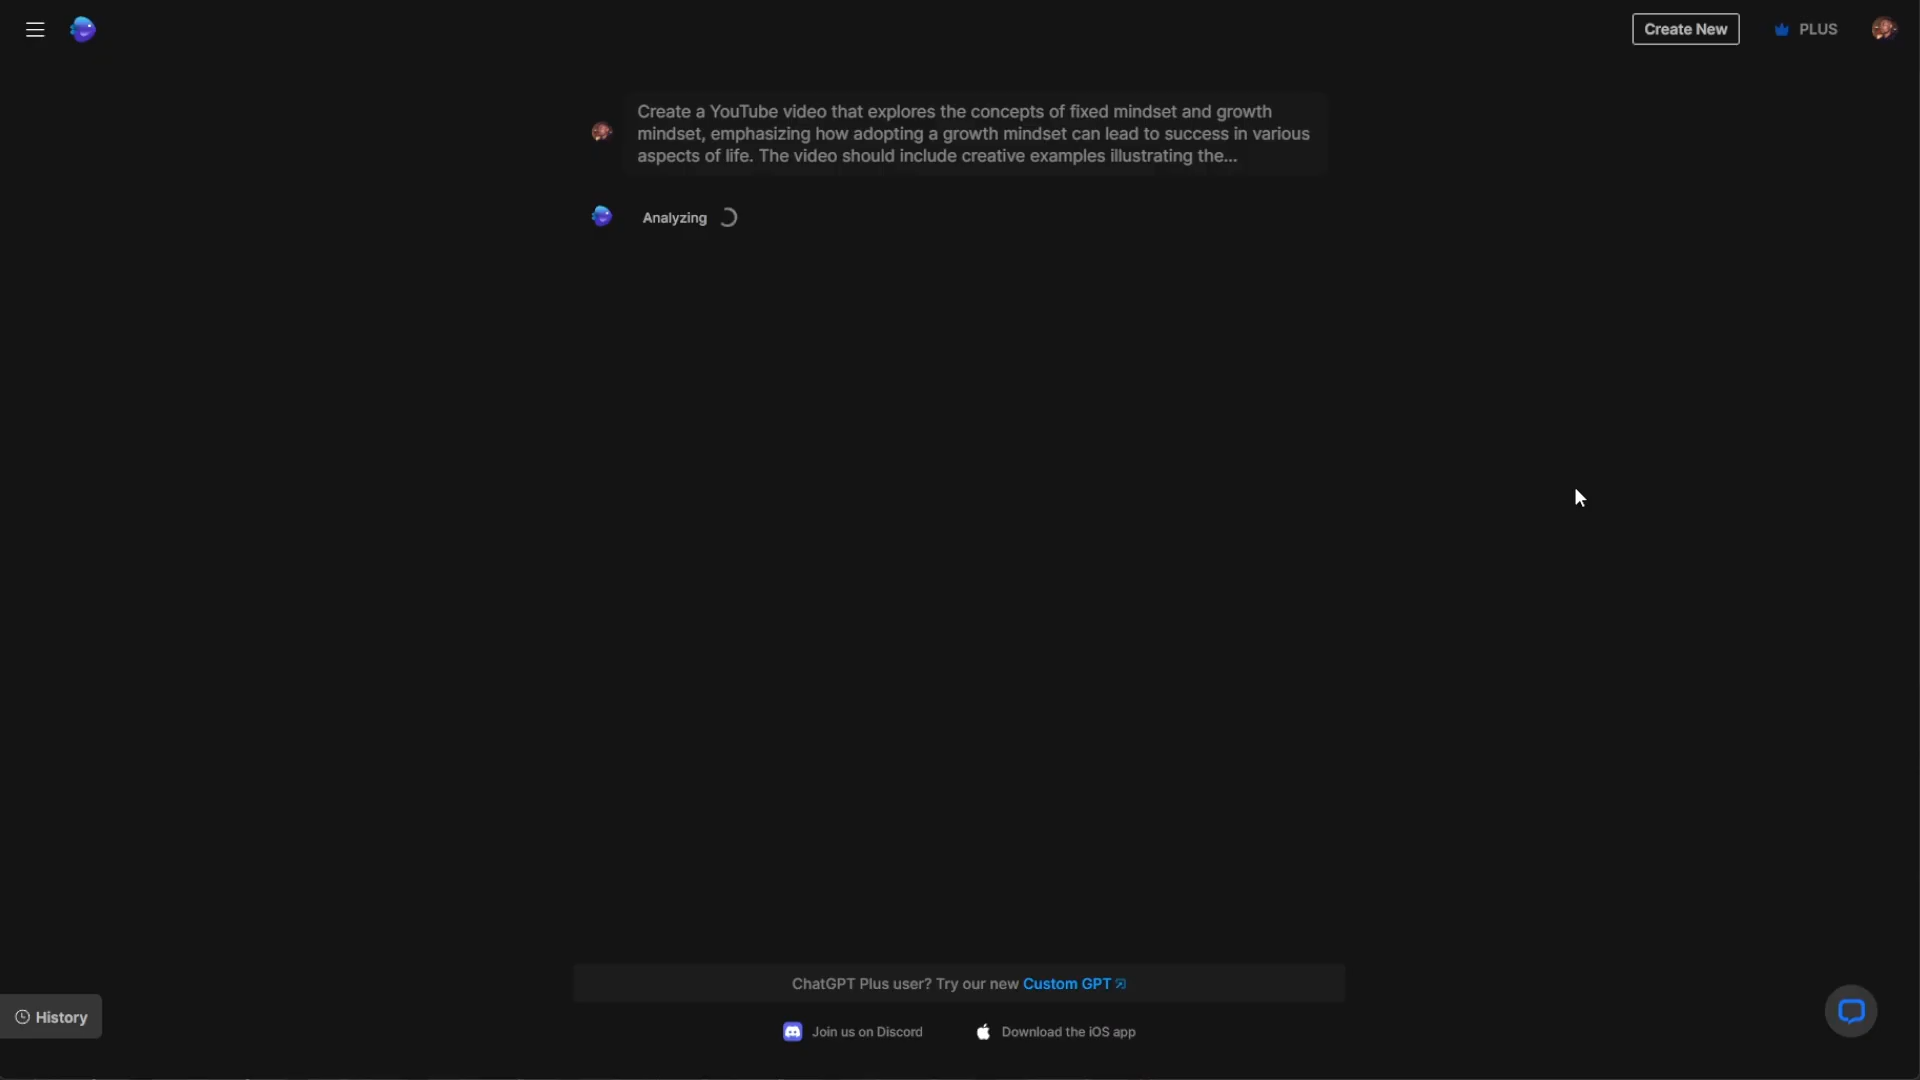 Create New
PLUS
Create a YouTube video that explores the concepts of fixed mindset and growth
mindset, emphasizing how adopting a growth mindset can lead to success in various
aspects of life. The video should include creative examples illustrating the...
Analyzing
ChatGPT Plus user? Try our new Custom GPT
History
Join us on Discord
Download the iOS app